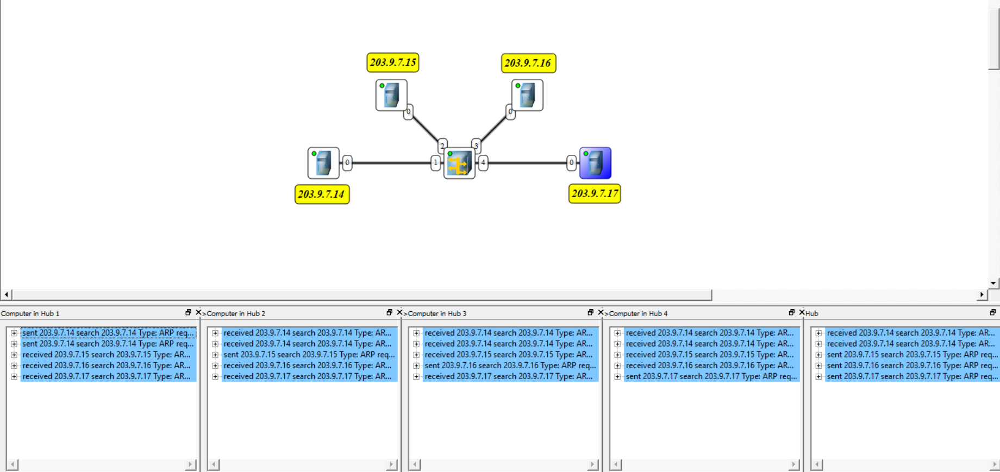 203.9.7.15
203.9.7.16
0
0
2
3
0
1
4
0
203.9.7.14
203.9.7.17
Computer in Hub 1
>Computer in Hub 2
>Computer in Hub 3
>Computer in Hub 4
Hub
sent 203.9.7.14 search 203.9.7.14 Type: ARP req...
sent 203.9.7.14 search 203.9.7.14 Type: ARP req...
received 203.9.7.15 search 203.9.7.15 Type: AR...
received 203.9.7.16 search 203.9.7.16 Type: AR...
received 203.9.7.17 search 203.9.7.17 Type: AR...
received 203.9.7.14 search 203.9.7.14 Type: AR...
received 203.9.7.14 search 203.9.7.14 Type: AR...
sent 203.9.7.15 search 203.9.7.15 Type: ARP req...
received 203.9.7.16 search 203.9.7.16 Type: AR...
received 203.9.7.17 search 203.9.7.17 Type: AR...
received 203.9.7.14 search 203.9.7.14 Type: AR...
received 203.9.7.14 search 203.9.7.14 Type: AR...
received 203.9.7.15 search 203.9.7.15 Type: AR...
sent 203.9.7.16 search 203.9.7.16 Type: ARP req...
received 203.9.7.17 search 203.9.7.17 Type: AR...
received 203.9.7.14 search 203.9.7.14 Type: AR...
received 203.9.7.14 search 203.9.7.14 Type: AR...
received 203.9.7.15 search 203.9.7.15 Type: AR...
received 203.9.7.16 search 203.9.7.16 Type: AR...
sent 203.9.7.17 search 203.9.7.17 Type: ARP req...
received 203.9.7.14 search 203.9.7.14 Type: AR...
received 203.9.7.14 search 203.9.7.14 Type: AR...
sent 203.9.7.15 search 203.9.7.15 Type: ARP req...
sent 203.9.7.16 search 203.9.7.16 Type: ARP req...
sent 203.9.7.17 search 203.9.7.17 Type: ARP req...